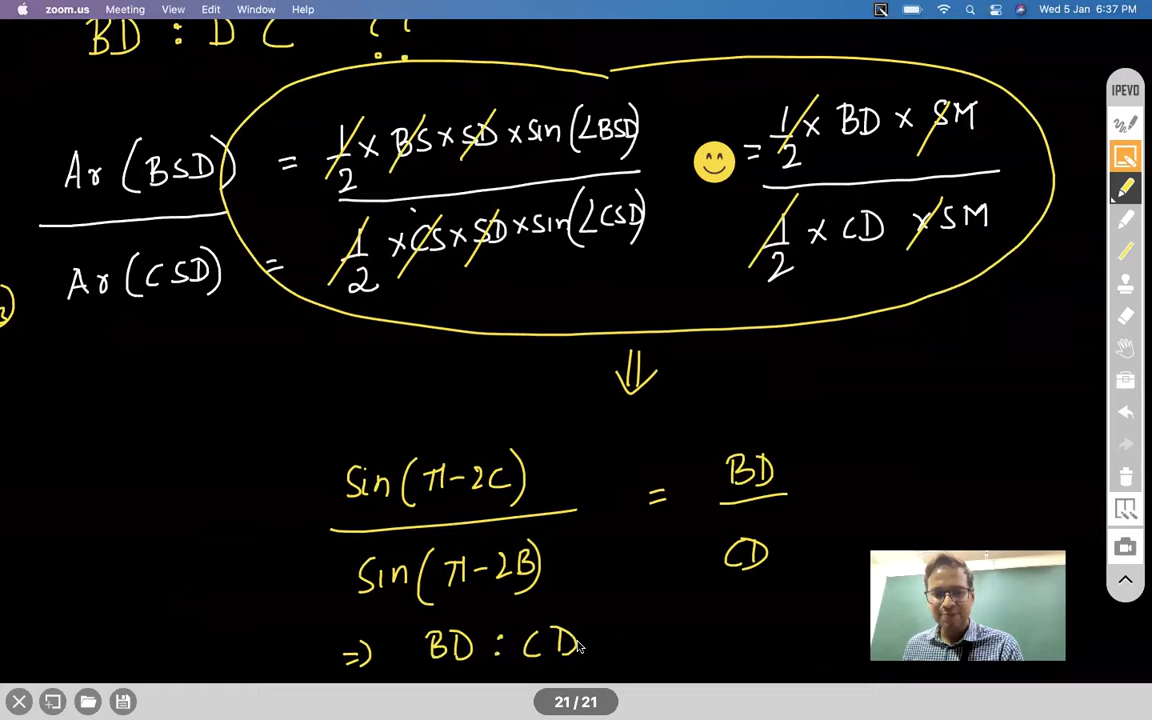 zoom.us Meeting View Edit Window Help Wed 5 Jan 6:37 PM
BD : DC ??
Ar (BSD) = 1/2 × BS × SD × sin (∠BSD) = 1/2 × BD × SM
Ar (CSD) = 1/2 × CS × SD × sin (∠CSD) 1/2 × CD × SM
⇓
Sin (π-2C) = BD
Sin (π-2B) CD
⇒ BD : CD
IPEVO
21 / 21